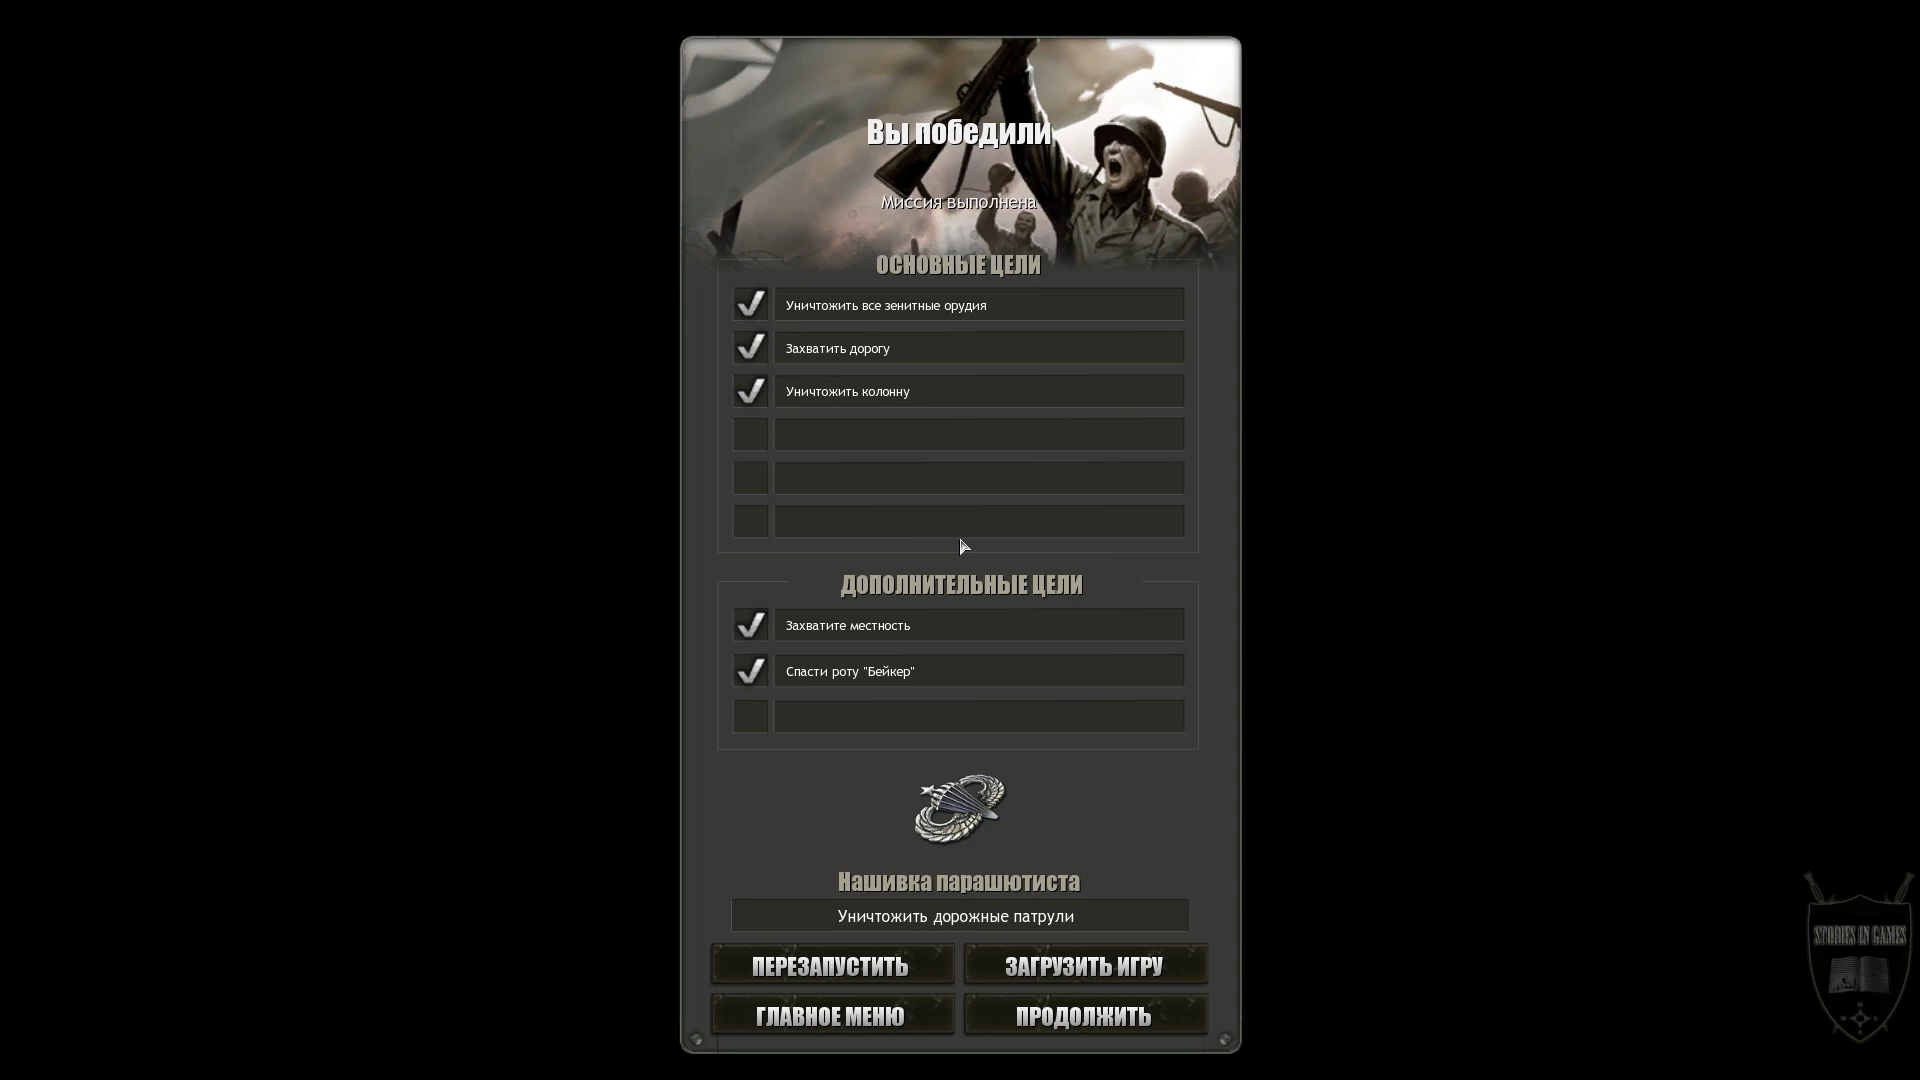 Вы победили
Миссия выполнена
ОСНОВНЫЕ ЦЕЛИ
Уничтожить все зенитные орудия
Захватить дорогу
Уничтожить колонну
ДОПОЛНИТЕЛЬНЫЕ ЦЕЛИ
Захватите местность
Спасти роту "Бейкер"
Нашивка парашютиста
Уничтожить дорожные патрули
ПЕРЕЗАПУСТИТЬ
ЗАГРУЗИТЬ ИГРУ
ГЛАВНОЕ МЕНЮ
ПРОДОЛЖИТЬ
STORIES IN GAMES